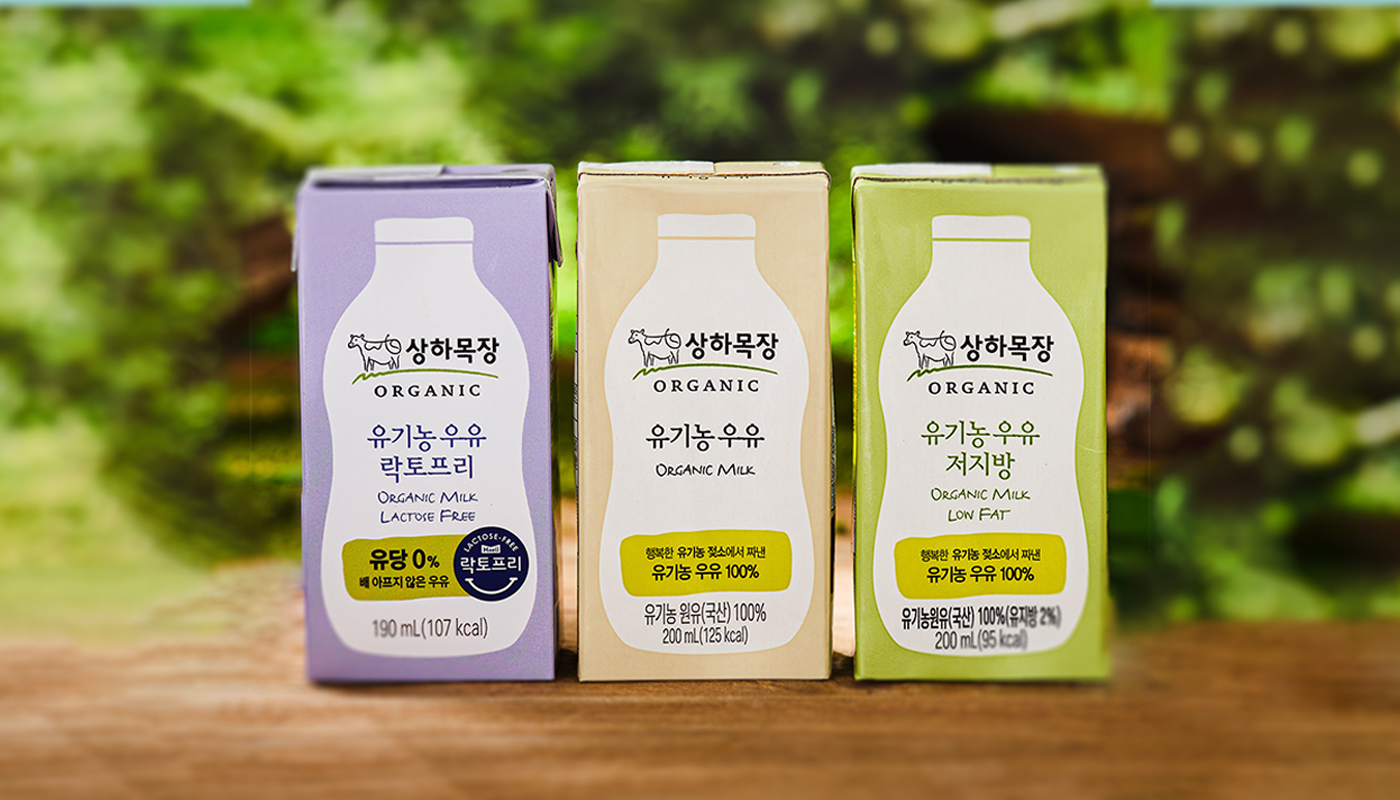 상하목장
ORGANIC
유기농 우유
락토프리
ORGANIC MILK
LACTOSE FREE
유당 0%
배 아프지 않은 우유
LACTOSE-FREE
Maeil
락토프리
190 mL(107 kcal)
상하목장
ORGANIC
유기농 우유
ORGANIC MILK
행복한 유기농 젖소에서 짜낸
유기농 우유 100%
유기농 원유(국산) 100%
200 mL(125 kcal)
상하목장
ORGANIC
유기농 우유
저지방
ORGANIC MILK
LOW FAT
행복한 유기농 젖소에서 짜낸
유기농 우유 100%
유기농원유(국산) 100%(유지방 2%)
200 mL(95 kcal)